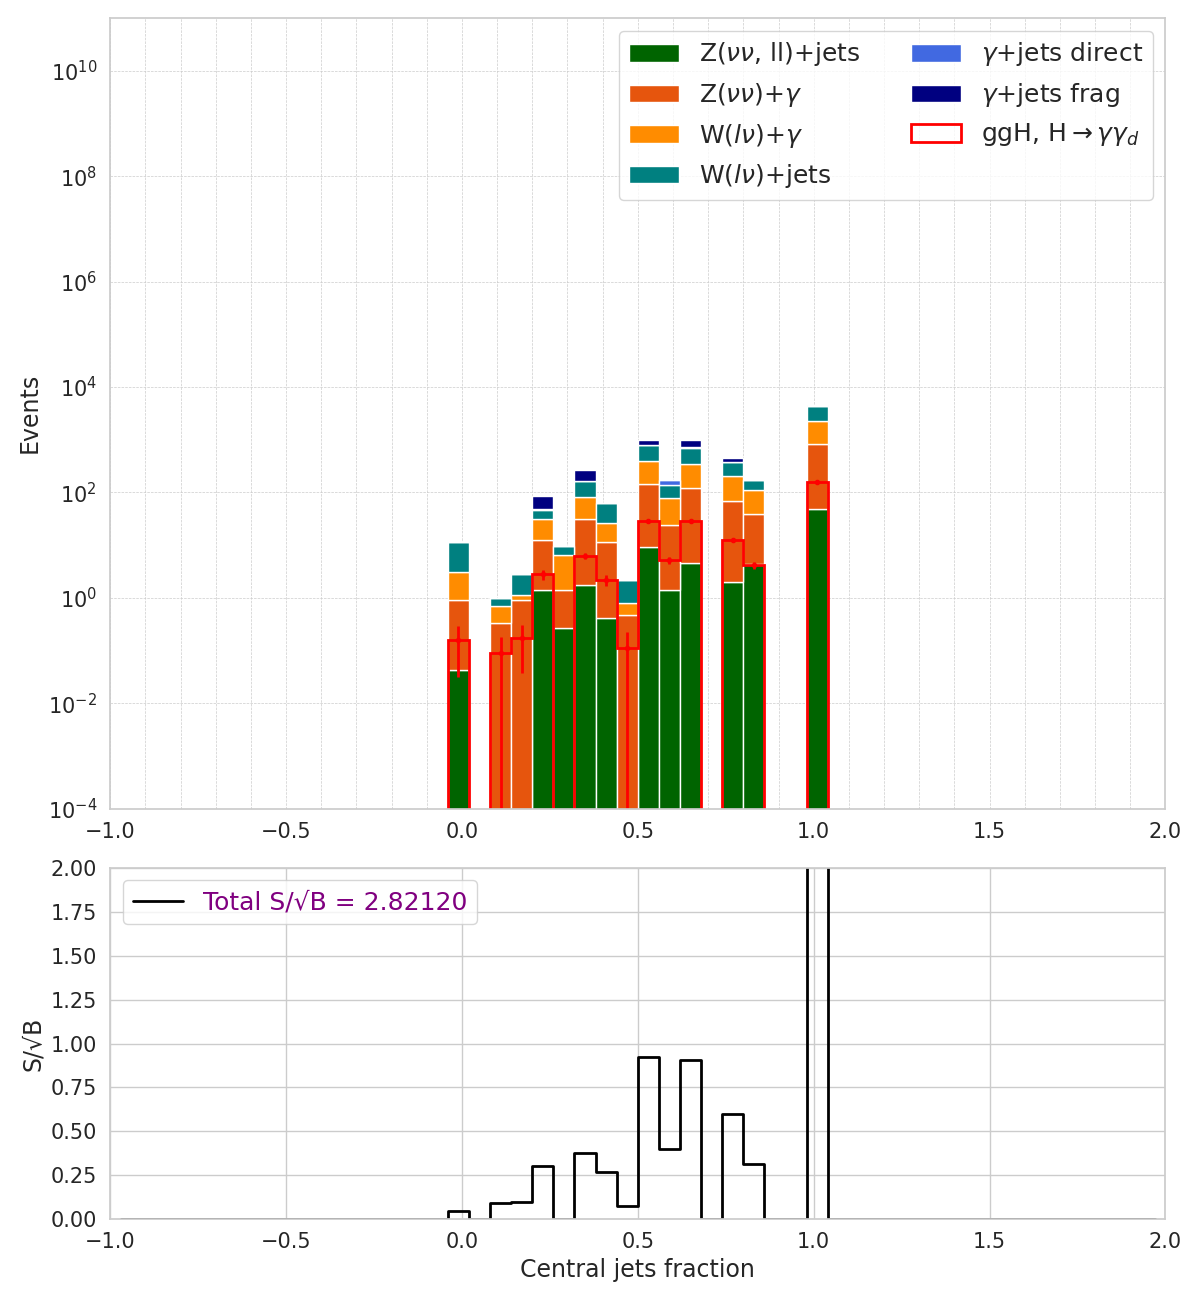 Z(νν, ll)+jets
Z(νν)+γ
W(lν)+γ
W(lν)+jets
γ+jets direct
γ+jets frag
ggH, H→γγ_d
Events
10^10
10^8
10^6
10^4
10^2
10^0
10^−2
10^−4
−1.0 −0.5 0.0 0.5 1.0 1.5 2.0
Total S/√B = 2.82120
S/√B
2.00
1.75
1.50
1.25
1.00
0.75
0.50
0.25
0.00
−1.0 −0.5 0.0 0.5 1.0 1.5 2.0
Central jets fraction